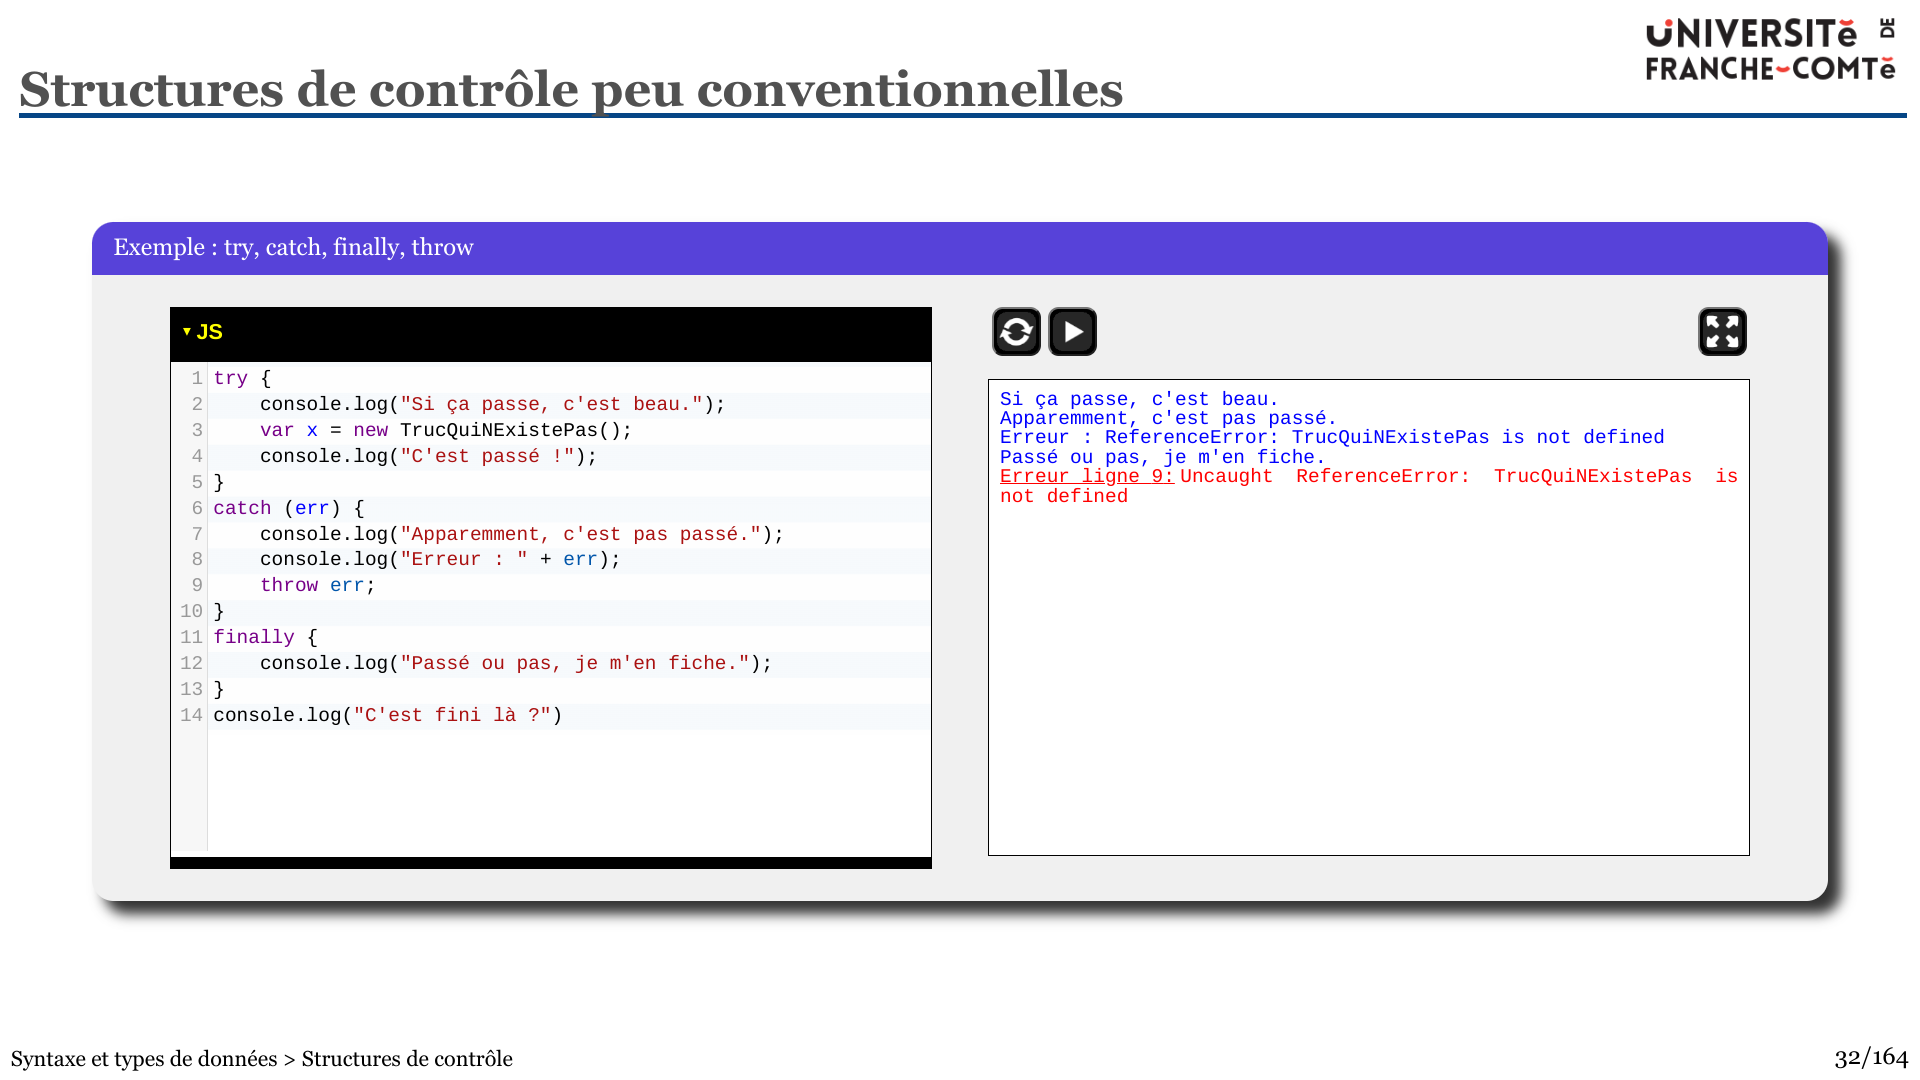 UNIVERSITĕ DE
FRANCHE-COMTĕ
Structures de contrôle peu conventionnelles
Exemple : try, catch, finally, throw
▾ JS
1 try {
2     console.log("Si ça passe, c'est beau.");
3     var x = new TrucQuiNExistePas();
4     console.log("C'est passé !");
5 }
6 catch (err) {
7     console.log("Apparemment, c'est pas passé.");
8     console.log("Erreur : " + err);
9     throw err;
10 }
11 finally {
12     console.log("Passé ou pas, je m'en fiche.");
13 }
14 console.log("C'est fini là ?")
Si ça passe, c'est beau.
Apparemment, c'est pas passé.
Erreur : ReferenceError: TrucQuiNExistePas is not defined
Passé ou pas, je m'en fiche.
Erreur ligne 9: Uncaught ReferenceError: TrucQuiNExistePas is
not defined
Syntaxe et types de données > Structures de contrôle
32/164